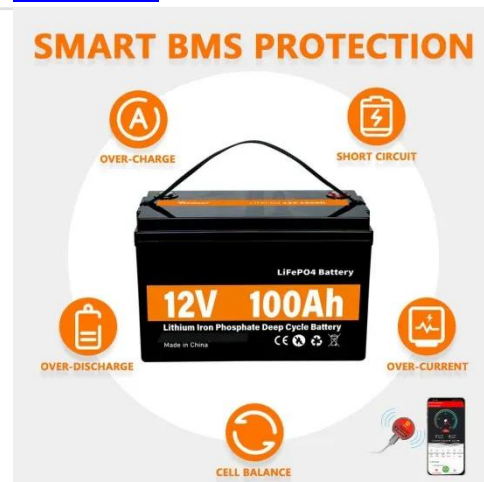 SMART BMS PROTECTION
OVER-CHARGE
SHORT CIRCUIT
LiFePO4 Battery
12V 100Ah
Lithium Iron Phosphate Deep Cycle Battery
Made in China
CE
OVER-DISCHARGE
OVER-CURRENT
CELL BALANCE